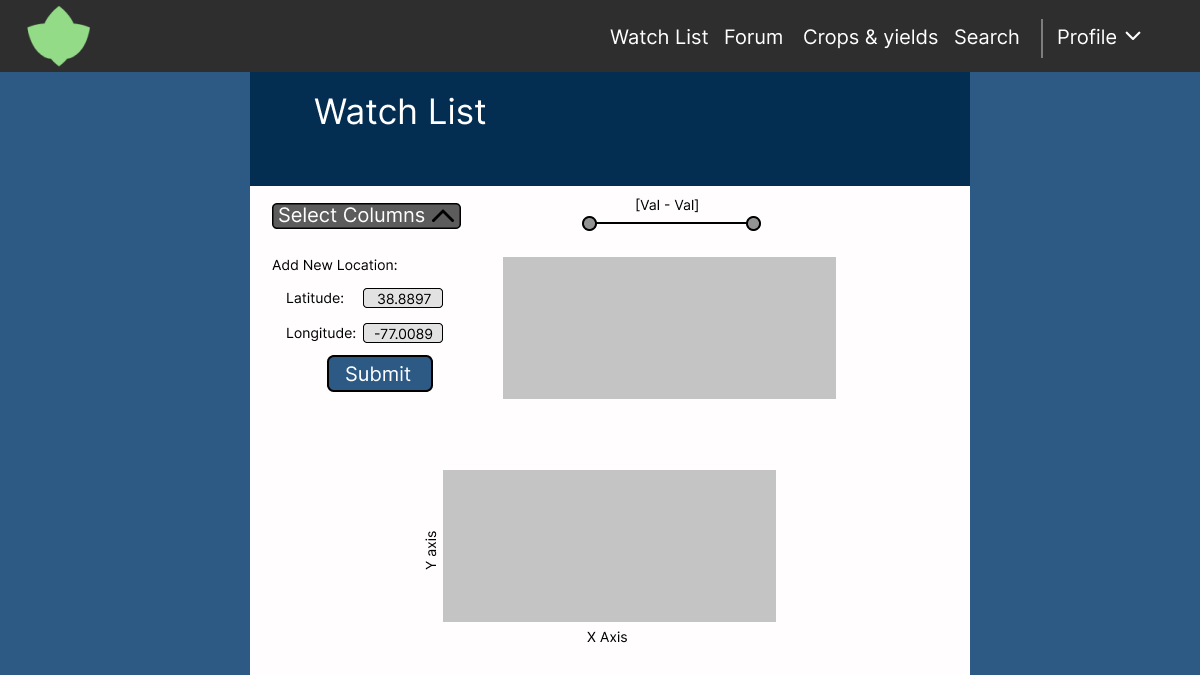 Watch List Forum Crops & yields Search Profile
Watch List
Select Columns
[Val - Val]
Add New Location:
Latitude: 38.8897
Longitude: -77.0089
Submit
Y axis
X Axis